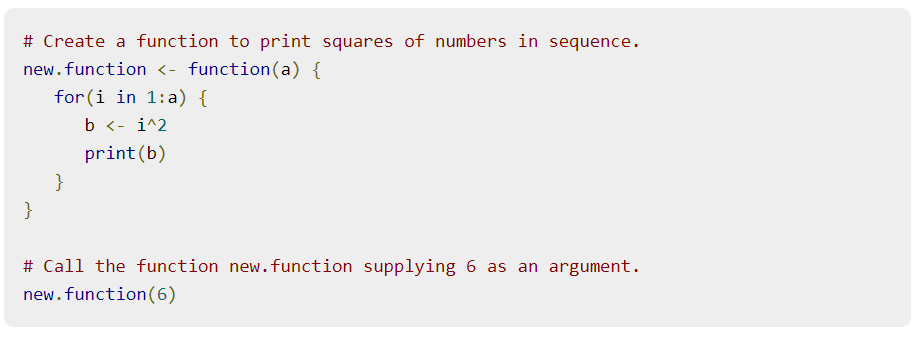 # Create a function to print squares of numbers in sequence.
new.function <- function(a) {
   for(i in 1:a) {
      b <- i^2
      print(b)
   }
}

# Call the function new.function supplying 6 as an argument.
new.function(6)